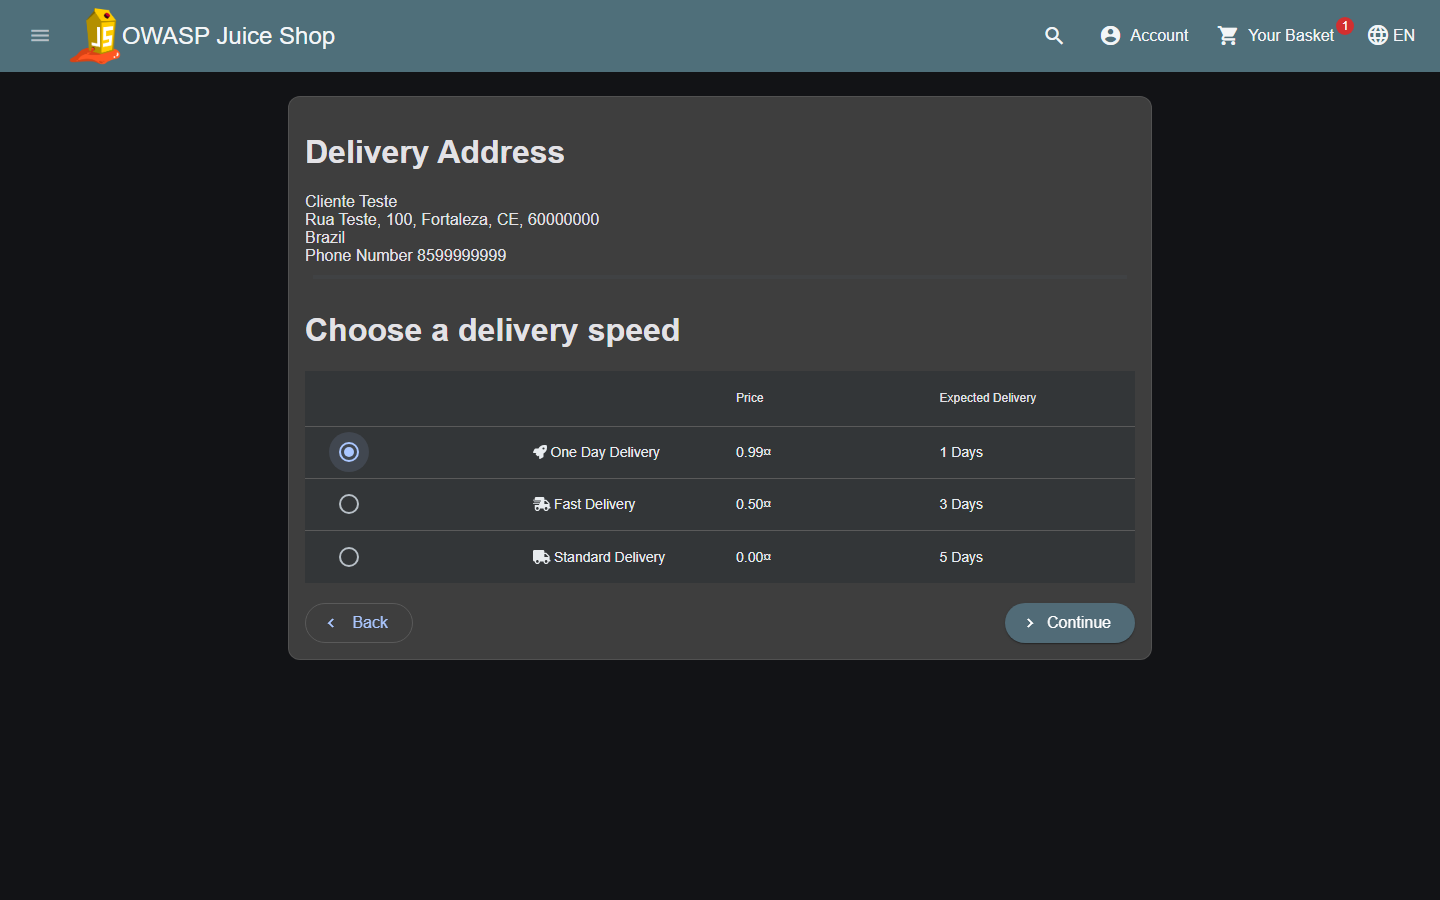 OWASP Juice Shop
Account
Your Basket
1
EN
Delivery Address
Cliente Teste
Rua Teste, 100, Fortaleza, CE, 60000000
Brazil
Phone Number 8599999999
Choose a delivery speed
Price Expected Delivery
One Day Delivery 0.99¤ 1 Days
Fast Delivery 0.50¤ 3 Days
Standard Delivery 0.00¤ 5 Days
Back
Continue